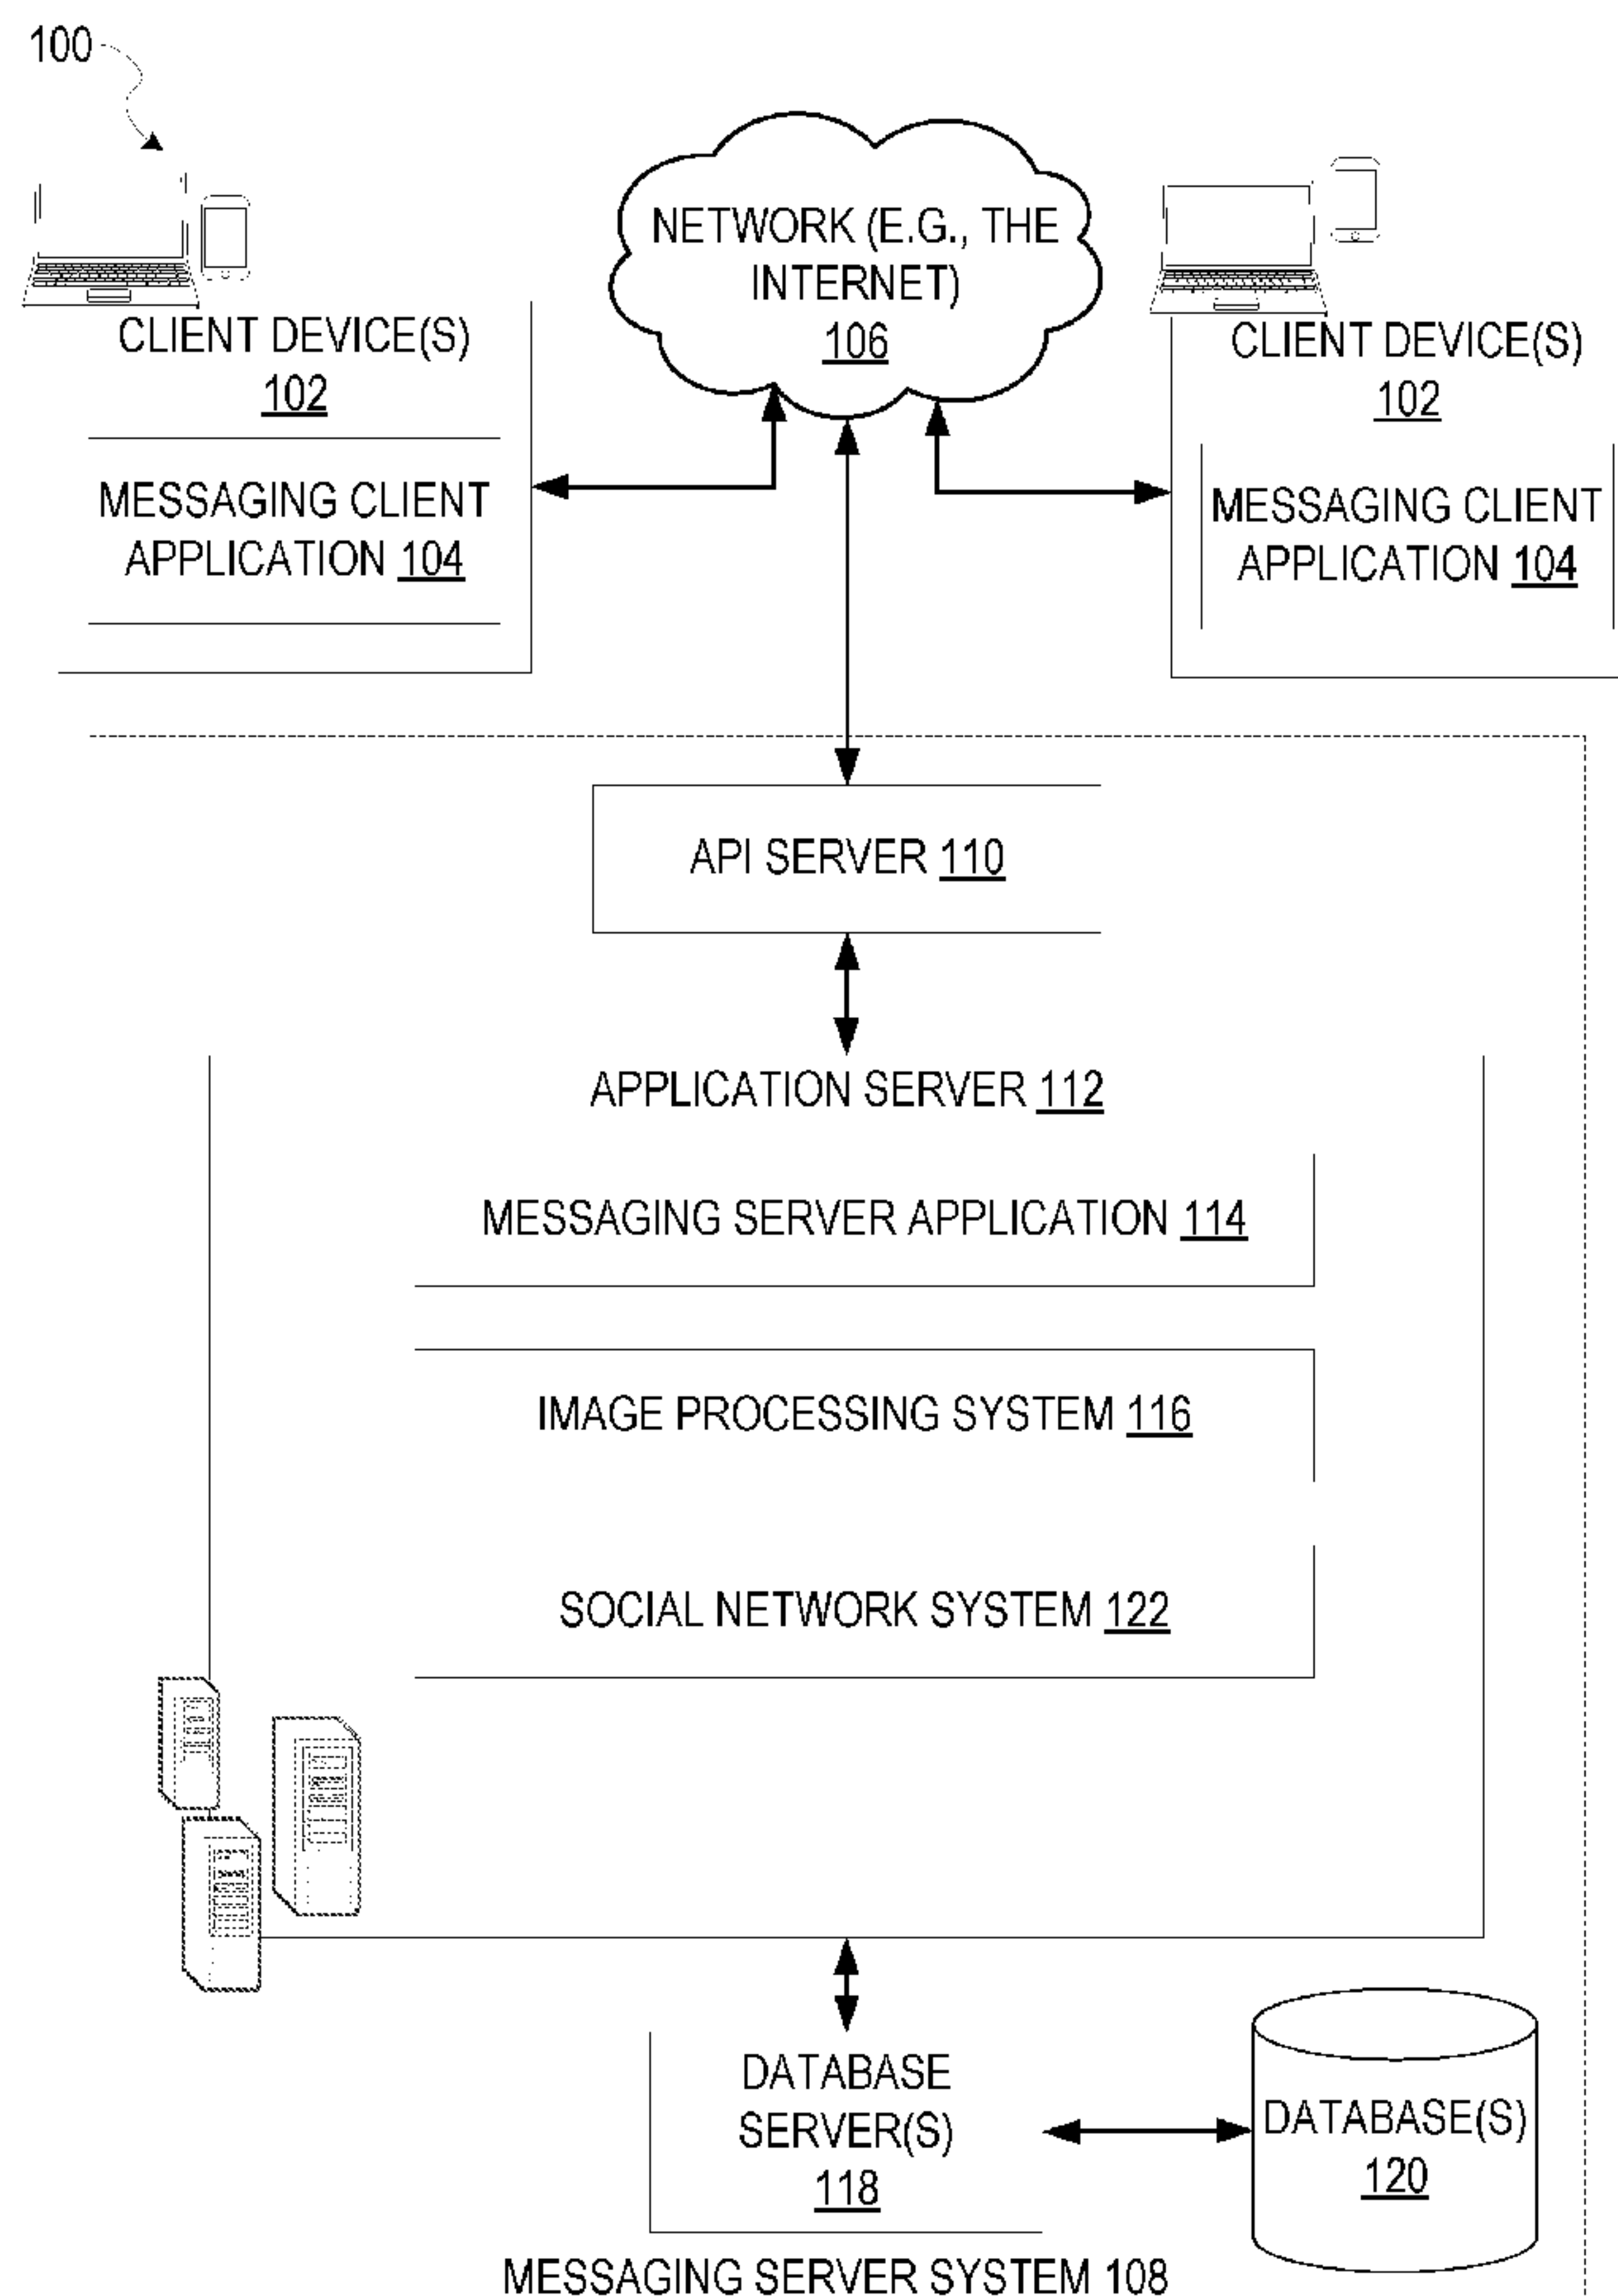 100
NETWORK (E.G., THE
INTERNET)
106
CLIENT DEVICE(S)
102
MESSAGING CLIENT
APPLICATION 104
CLIENT DEVICE(S)
102
MESSAGING CLIENT
APPLICATION 104
API SERVER 110
APPLICATION SERVER 112
MESSAGING SERVER APPLICATION 114
IMAGE PROCESSING SYSTEM 116
SOCIAL NETWORK SYSTEM 122
DATABASE
SERVER(S)
118
DATABASE(S)
120
MESSAGING SERVER SYSTEM 108